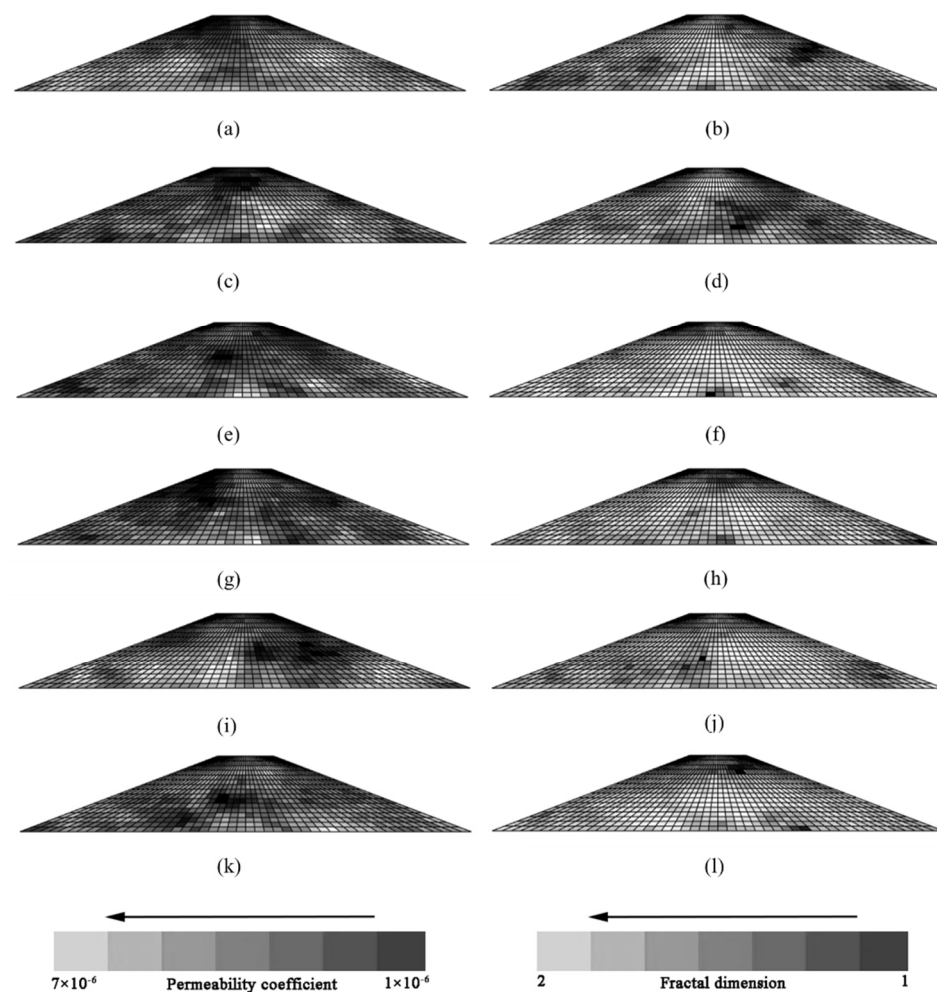 (a) (b)
(c) (d)
(e) (f)
(g) (h)
(i) (j)
(k) (l)
7×10⁻⁶ Permeability coefficient 1×10⁻⁶
2 Fractal dimension 1